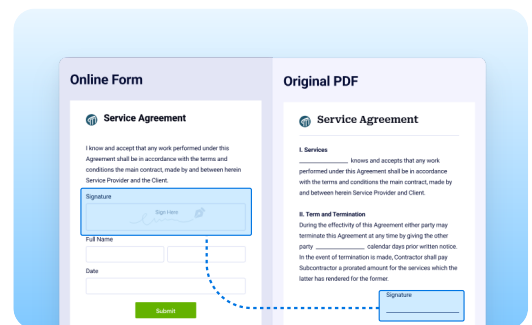 Online Form
Service Agreement
I know and accept that any work performed under this
Agreement shall be in accordance with the terms and
conditions the main contract, made by and between herein
Service Provider and the Client.
Signature
Sign Here
Full Name
Date
Submit
Original PDF
Service Agreement
I. Services
____________ knows and accepts that any work
performed under this Agreement shall be in accordance
with the terms and conditions the main contract, made by
and between herein Service Provider and Client.
II. Term and Termination
During the effectivity of this Agreement either party may
terminate this Agreement at any time by giving the other
party ____________ calendar days prior written notice.
In the event of termination is made, Contractor shall pay
Subcontractor a prorated amount for the services which the
latter has rendered for the former.
Signature